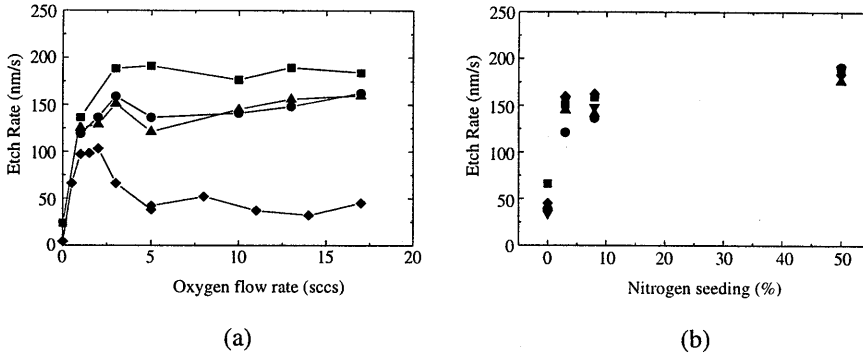 250
200
150
100
50
0
Etch Rate (nm/s)
0 5 10 15 20
Oxygen flow rate (sccs)
(a)
250
200
150
100
50
0
Etch Rate (nm/s)
0 10 20 30 40 50
Nitrogen seeding (%)
(b)